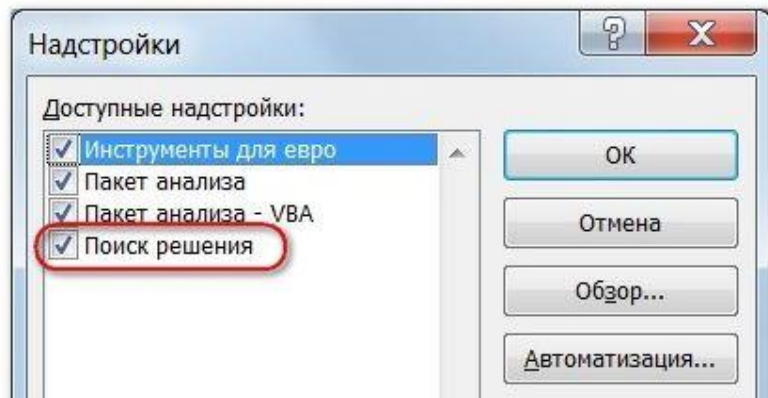 Надстройки
Доступные надстройки:
Инструменты для евро
Пакет анализа
Пакет анализа - VBA
Поиск решения
ОК
Отмена
Обзор...
Автоматизация...